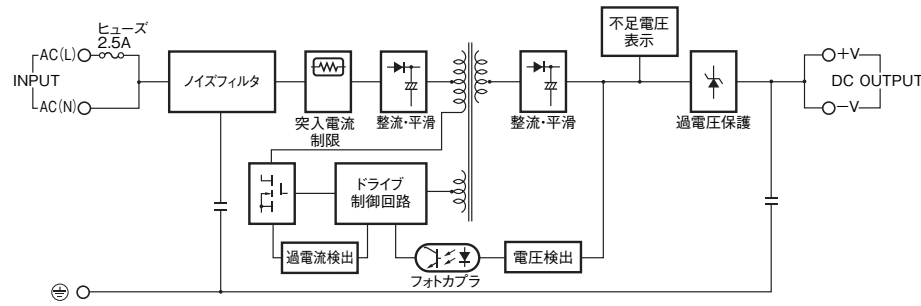 ヒューズ
2.5A
AC(L)
INPUT
AC(N)
ノイズフィルタ
突入電流
制限
整流・平滑
整流・平滑
不足電圧
表示
過電圧保護
+V
DC OUTPUT
−V
ドライブ
制御回路
過電流検出
フォトカプラ
電圧検出